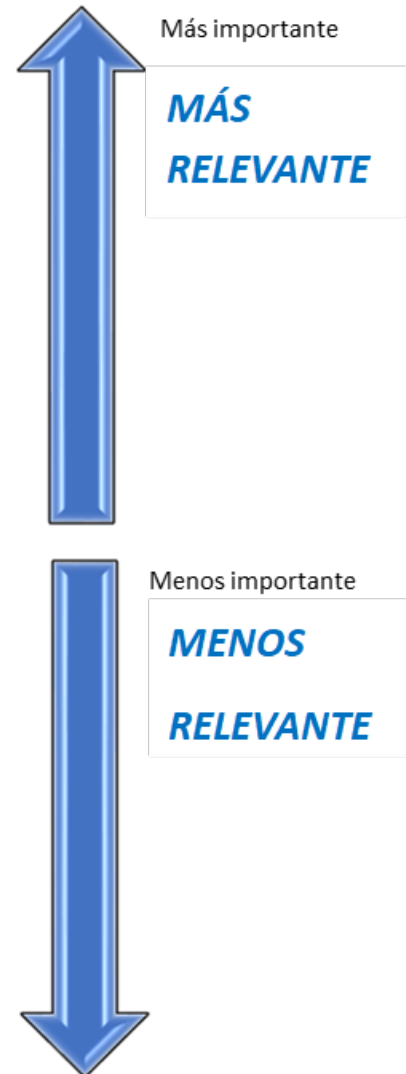 Más importante
MÁS
RELEVANTE
Menos importante
MENOS
RELEVANTE